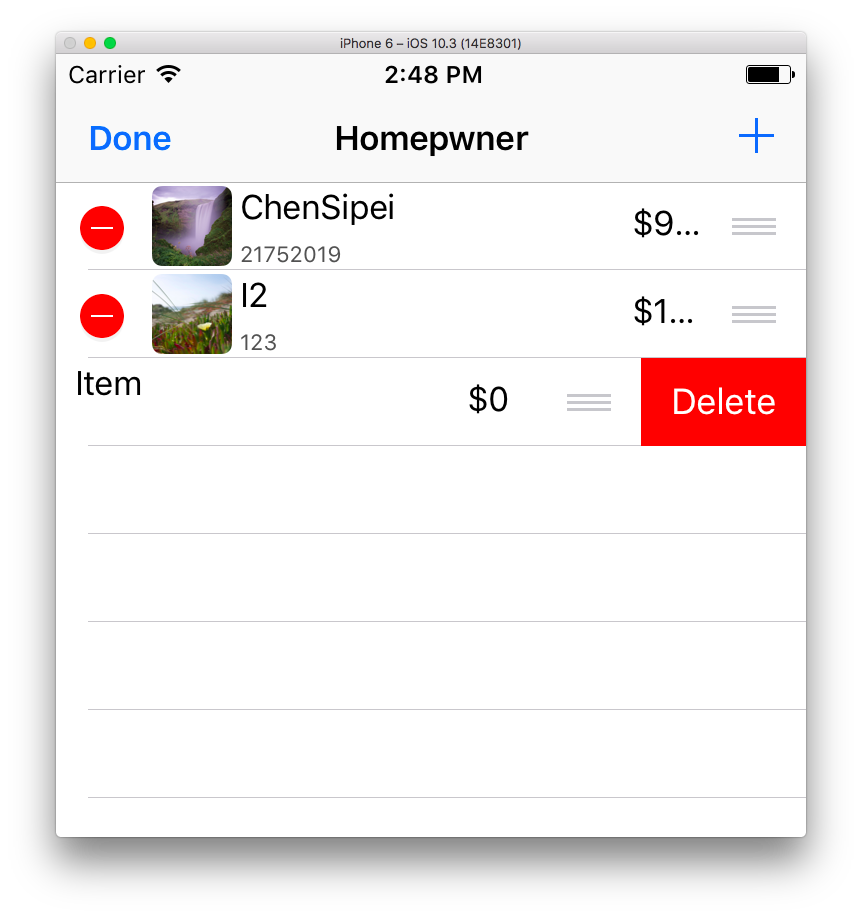 iPhone 6 – iOS 10.3 (14E8301)
Carrier 2:48 PM
Done Homepwner +
ChenSipei $9...
21752019
I2 $1...
123
Item $0 Delete